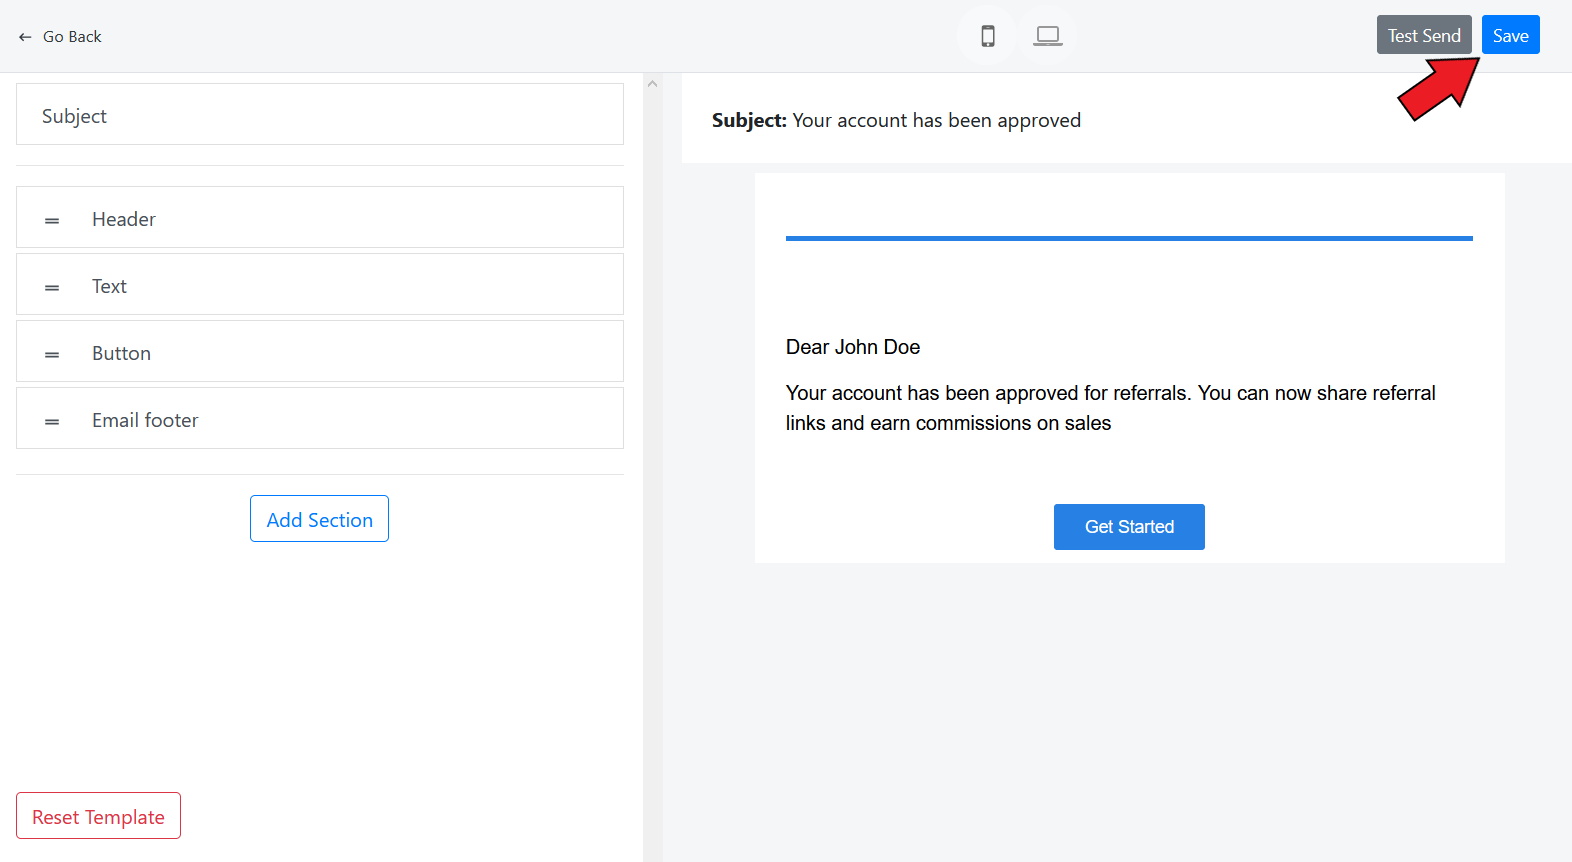 Go Back
Test Send
Save
Subject
Header
Text
Button
Email footer
Add Section
Reset Template
Subject: Your account has been approved
Dear John Doe
Your account has been approved for referrals. You can now share referral
links and earn commissions on sales
Get Started